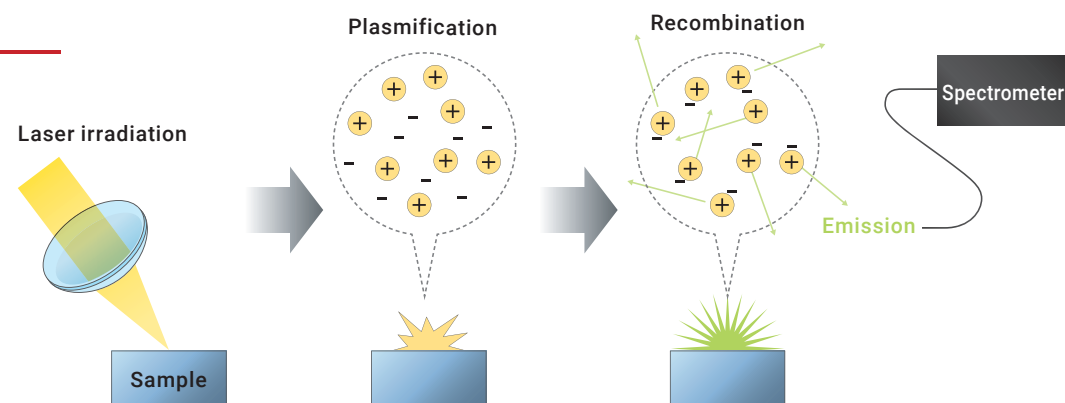 Plasmification
Recombination
Spectrometer
Laser irradiation
Emission
Sample